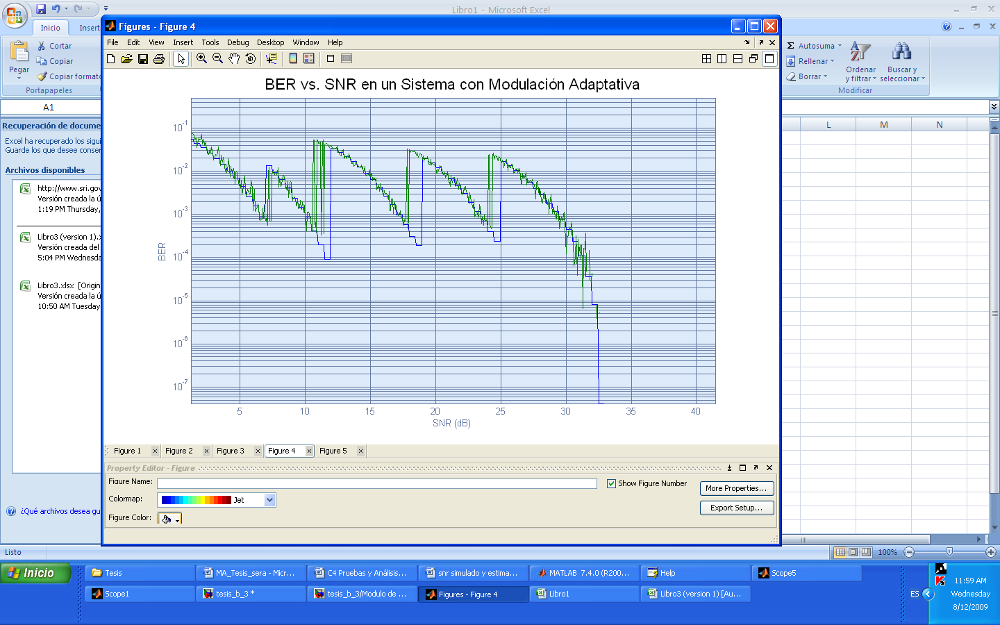 Libro1 - Microsoft Excel
Inicio
Insert
Cortar
Copiar
Copiar formato
Pegar
Portapapeles
Autosuma
Rellenar
Borrar
Ordenar
y filtrar
Buscar y
seleccionar
Modificar
A1
L M N
Recuperación de docume
Excel ha recuperado los sigui
Guarde los que desee conser
Archivos disponibles
http://www.sri.gov
Versión creada la ú
1:19 PM Thursday,
Libro3 (version 1).x
Versión creada del
5:04 PM Wednesda
Libro3.xlsx [Origin
Versión creada la ú
10:50 AM Tuesday
¿Qué archivos desea gu
Listo
100%
Figures - Figure 4
File Edit View Insert Tools Debug Desktop Window Help
BER vs. SNR en un Sistema con Modulación Adaptativa
10-1
10-2
10-3
10-4
10-5
10-6
10-7
BER
5 10 15 20 25 30 35 40
SNR (dB)
Figure 1 Figure 2 Figure 3 Figure 4 Figure 5
Property Editor - Figure
Figure Name:
Show Figure Number
More Properties...
Colormap:
Jet
Export Setup...
Figure Color:
Inicio
Tesis
MA_Tesis_sera - Micr...
C4 Pruebas y Análisis...
snr simulado y estima...
MATLAB 7.4.0 (R200...
Help
Scope5
Scope1
tesis_b_3 *
tesis_b_3/Modulo de ...
Figures - Figure 4
Libro1
Libro3 (version 1) [Au...
ES
11:59 AM
Wednesday
8/12/2009